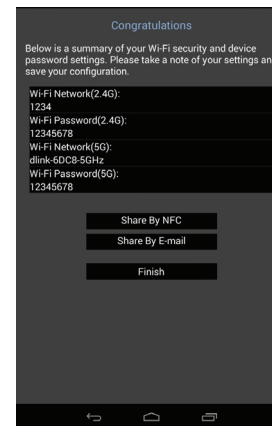 Congratulations
Below is a summary of your Wi-Fi security and device
password settings. Please take a note of your settings an
save your configuration.
Wi-Fi Network(2.4G):
1234
Wi-Fi Password(2.4G):
12345678
Wi-Fi Network(5G):
dlink-6DC8-5GHz
Wi-Fi Password(5G):
12345678
Share By NFC
Share By E-mail
Finish